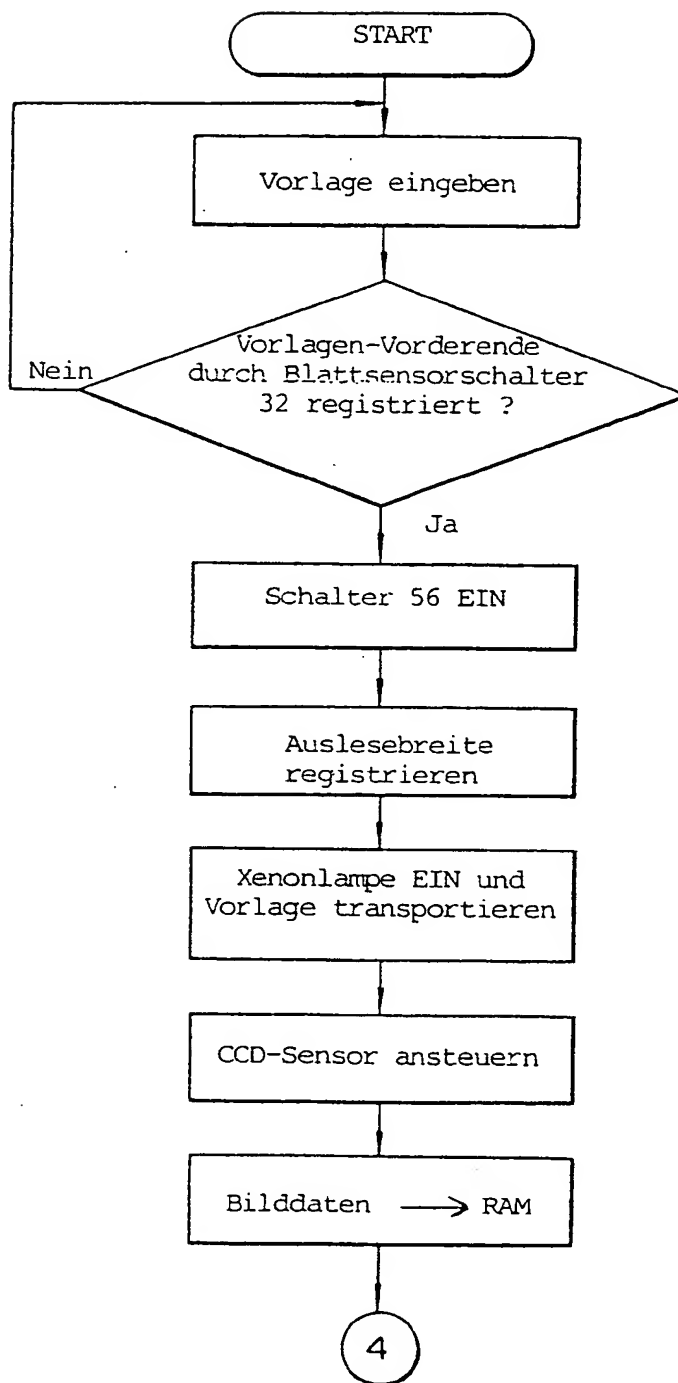 START
Vorlage eingeben
Vorlagen-Vorderende
durch Blattsensorschalter
32 registriert ?
Nein
Ja
Schalter 56 EIN
Auslesebreite
registrieren
Xenonlampe EIN und
Vorlage transportieren
CCD-Sensor ansteuern
Bilddaten → RAM
4